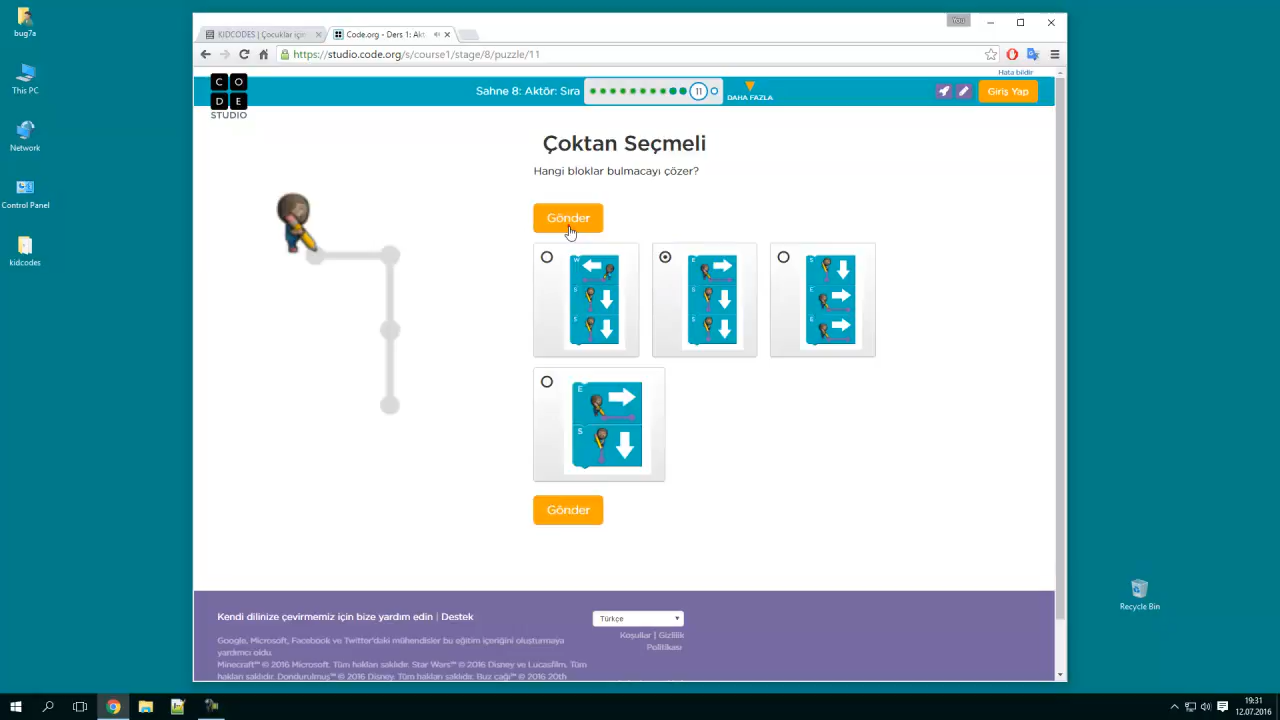 bug7a
This PC
Network
Control Panel
kidcodes
Recycle Bin
You
KIDCODES | Çocuklar için
Code.org - Ders 1: Akt
https://studio.code.org/s/course1/stage/8/puzzle/11
Hata bildir
C O
D E
STUDIO
Sahne 8: Aktör: Sıra
11
DAHA FAZLA
Giriş Yap
Çoktan Seçmeli
Hangi bloklar bulmacayı çözer?
Gönder
W
S
S
E
S
S
S
E
E
E
S
Gönder
Kendi dilinize çevirmemiz için bize yardım edin | Destek
Türkçe
Koşullar | Gizlilik
Politikası
Google, Microsoft, Facebook ve Twitter'daki mühendisler bu eğitim içeriğini oluşturmaya
yardımcı oldu.
Minecraft™ © 2016 Microsoft. Tüm hakları saklıdır. Star Wars™ © 2016 Disney ve Lucasfilm. Tüm
hakları saklıdır. Dondurulmuş™ © 2016 Disney. Tüm hakları saklıdır. Buz çağı™ © 2016 20th
19:31
12.07.2016